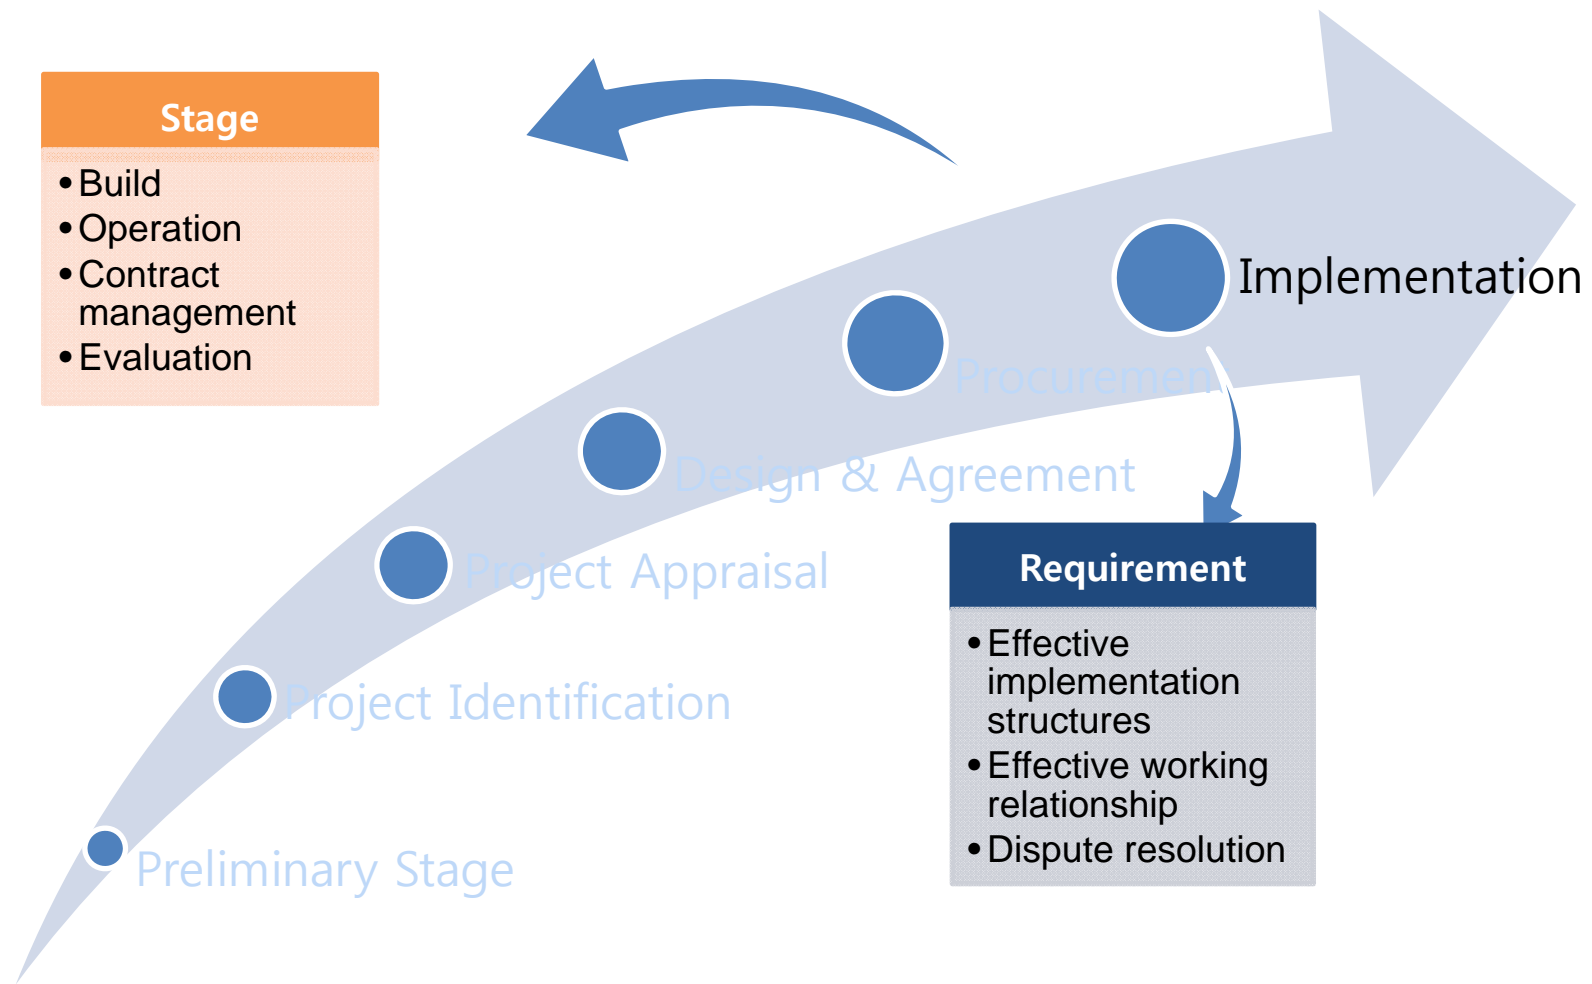 Stage
•Build
•Operation
•Contract
management
•Evaluation
Implementation
Procuremen
Design & Agreement
Project Appraisal
Project Identification
Preliminary Stage
Requirement
•Effective
implementation
structures
•Effective working
relationship
•Dispute resolution